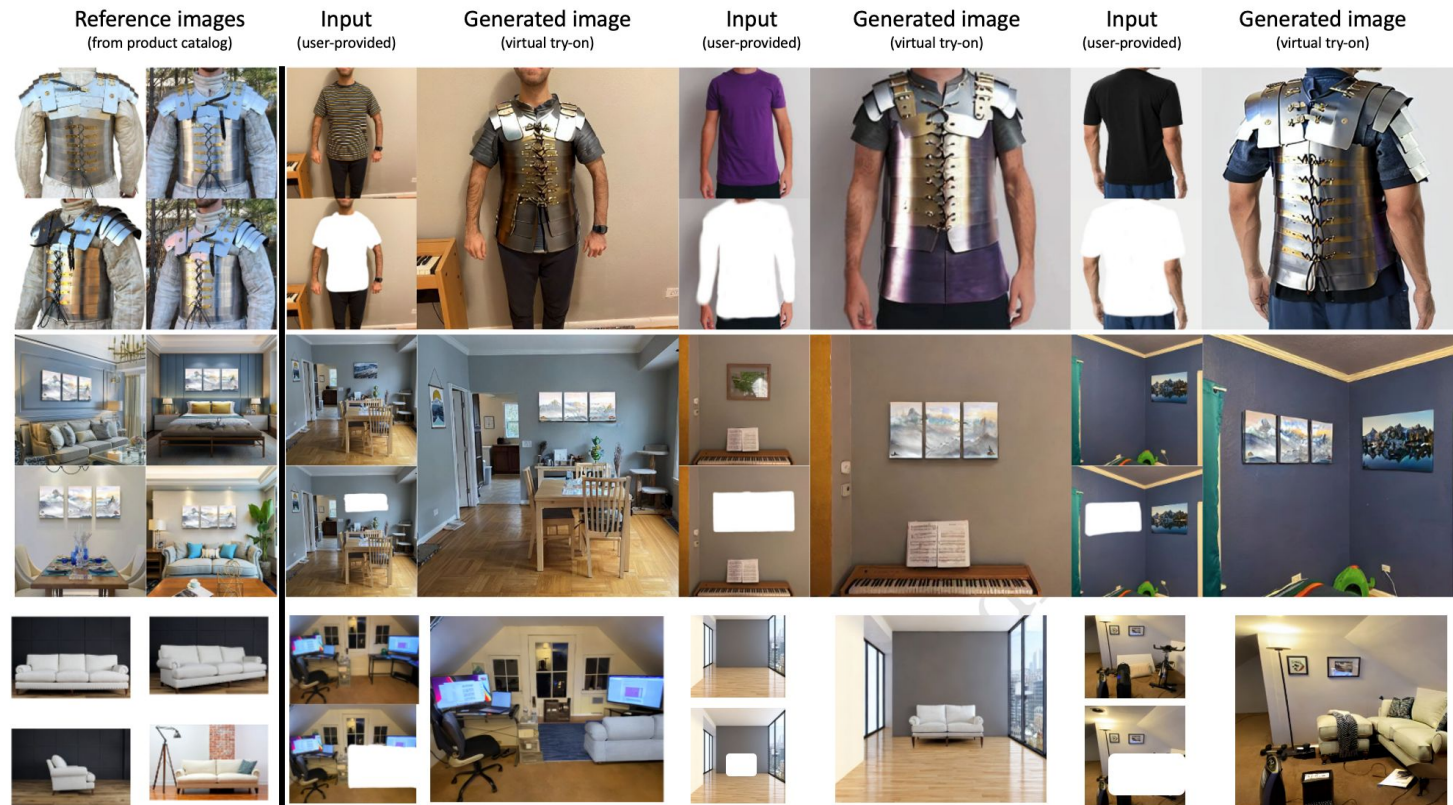 Reference images
(from product catalog)
Input
(user-provided)
Generated image
(virtual try-on)
Input
(user-provided)
Generated image
(virtual try-on)
Input
(user-provided)
Generated image
(virtual try-on)